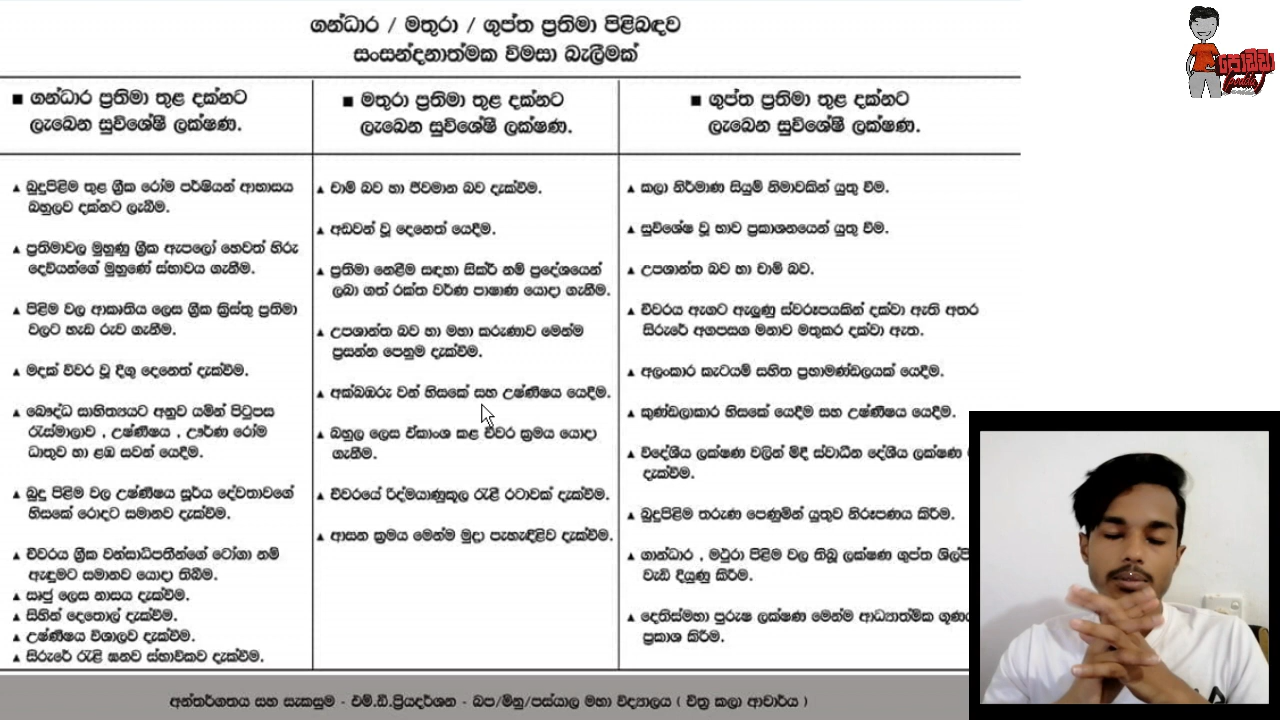 ගන්ධාර / මතුරා / ගුප්ත ප්‍රතිමා පිළිබඳව
සංසන්දනාත්මක විමසා බැලීමක්
■ ගන්ධාර ප්‍රතිමා තුළ දක්නට
ලැබෙන සුවිශේෂී ලක්ෂණ.
▲ බුදුපිළිම තුළ ග්‍රීක රෝම පර්ෂියන් ආභාසය
බහුලව දක්නට ලැබීම.
▲ ප්‍රතිමාවල මුහුණු ග්‍රීක ඇපලෝ හෙවත් හිරු
දෙවියන්ගේ මුහුණේ ස්භාවය ගැනීම.
▲ පිළිම වල ආකෘතිය ලෙස ග්‍රීක ක්‍රිස්තු ප්‍රතිමා
වලට හැඩ රුව ගැනීම.
▲ මදක් විවර වූ දිගු දෙනෙත් දැක්වීම.
▲ බෞද්ධ සාහිත්‍යයට අනුව යමින් පිටුපස
රැස්මාලාව , උෂ්ණීෂය , ඌර්ණ රෝම
ධාතුව හා ළඹ සවන් යෙදීම.
▲ බුදු පිළිම වල උෂ්ණීෂය සූර්ය දේවතාවගේ
හිසකේ රොදට සමානව දැක්වීම.
▲ චීවරය ග්‍රීක වන්සාධිපතීන්ගේ ටෝගා නම්
ඇඳුමට සමානව යොදා තිබීම.
▲ ඍජු ලෙස නාසය දැක්වීම.
▲ සිහින් දෙතොල් දැක්වීම.
▲ උෂ්ණීෂය විශාලව දැක්වීම.
▲ සිරුරේ රැළි ඝනව ස්භාවිකව දැක්වීම.
■ මතුරා ප්‍රතිමා තුළ දක්නට
ලැබෙන සුවිශේෂී ලක්ෂණ.
▲ චාම් බව හා ජීවමාන බව දැක්වීම.
▲ අඩවන් වූ දෙනෙත් යෙදීම.
▲ ප්‍රතිමා නෙළීම සඳහා සික්රි නම් ප්‍රදේශයෙන්
ලබා ගත් රක්ත වර්ණ පාෂාණ යොදා ගැනීම.
▲ උපශාන්ත බව හා මහා කරුණාව මෙන්ම
ප්‍රසන්න පෙනුම දැක්වීම.
▲ අක්බඹරු වන් හිසකේ සහ උෂ්ණීෂය යෙදීම.
▲ බහුල ලෙස ඒකාංශ කළ චීවර ක්‍රමය යොදා
ගැනීම.
▲ චීවරයේ රිද්මයාණුකූල රැළි රටාවක් දැක්වීම.
▲ ආසන ක්‍රමය මෙන්ම මුද්‍රා පැහැදිළිව දැක්වීම.
■ ගුප්ත ප්‍රතිමා තුළ දක්නට
ලැබෙන සුවිශේෂී ලක්ෂණ.
▲ කලා නිර්මාණ සියුම් නිමාවකින් යුතු වීම.
▲ සුවිශේෂ වූ භාව ප්‍රකාශනයෙන් යුතු වීම.
▲ උපශාන්ත බව හා චාම් බව.
▲ චීවරය ඇඟට ඇලුණු ස්වරූපයකින් දක්වා ඇති අතර
සිරුරේ අගපසඟ මනාව මතුකර දක්වා ඇත.
▲ අලංකාර කැටයම් සහිත ප්‍රභාමණ්ඩලයක් යෙදීම.
▲ කුණ්ඩලාකාර හිසකේ යෙදීම සහ උෂ්ණීෂය යෙදීම.
▲ විදේශීය ලක්ෂණ වලින් මිදී ස්වාධීන දේශීය ලක්ෂණ
දැක්වීම.
▲ බුදුපිළිම තරුණ පෙණුමින් යුතුව නිරූපණය කිරීම.
▲ ගාන්ධාර , මථුරා පිළිම වල තිබූ ලක්ෂණ ගුප්ත
වැඩි දියුණු කිරීම.
▲ දෙතිස්මහා පුරුෂ ලක්ෂණ මෙන්ම ආධ්‍යාත්මික
ප්‍රකාශ කිරීම.
අන්තර්ගතය සහ සැකසුම - එම්.ඩී.ප්‍රියදර්ශන - බප/මිනු/පස්යාල මහා විද්‍යාලය ( චිත්‍ර කලා ආචාර්ය )
පොඩ්ඩා